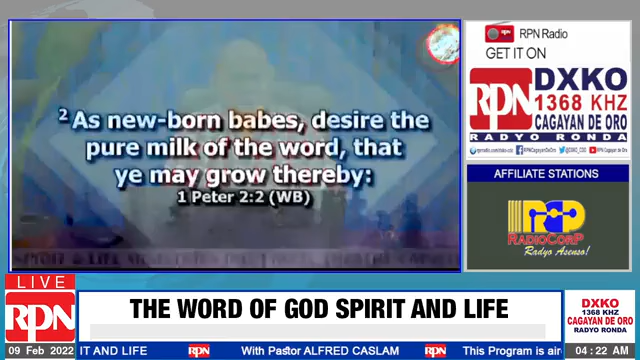 ² As new-born babes, desire the
pure milk of the word, that
ye may grow thereby:
1 Peter 2:2 (WB)
RPN Radio
GET IT ON
RPN
DXKO
1368 KHZ
CAGAYAN DE ORO
RADYO RONDA
AFFILIATE STATIONS
RADIOCORP
Radyo Asenso!
LIVE
RPN
THE WORD OF GOD SPIRIT AND LIFE
DXKO
1368 KHZ
CAGAYAN DE ORO
RADYO RONDA
09 Feb 2022
IT AND LIFE RPN With Pastor ALFRED CASLAM RPN This Program is air
04:22 AM